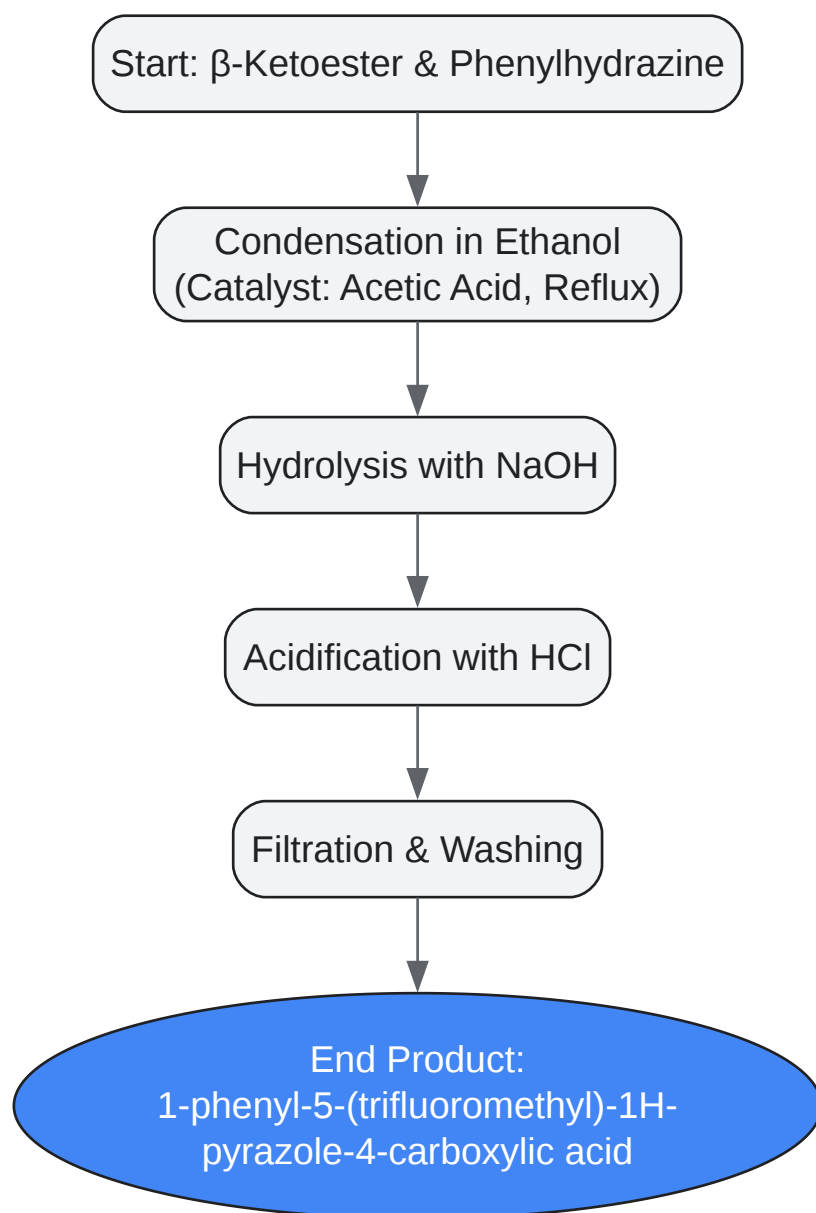 Start: β-Ketoester & Phenylhydrazine
Condensation in Ethanol
(Catalyst: Acetic Acid, Reflux)
Hydrolysis with NaOH
Acidification with HCl
Filtration & Washing
End Product:
1-phenyl-5-(trifluoromethyl)-1H-
pyrazole-4-carboxylic acid